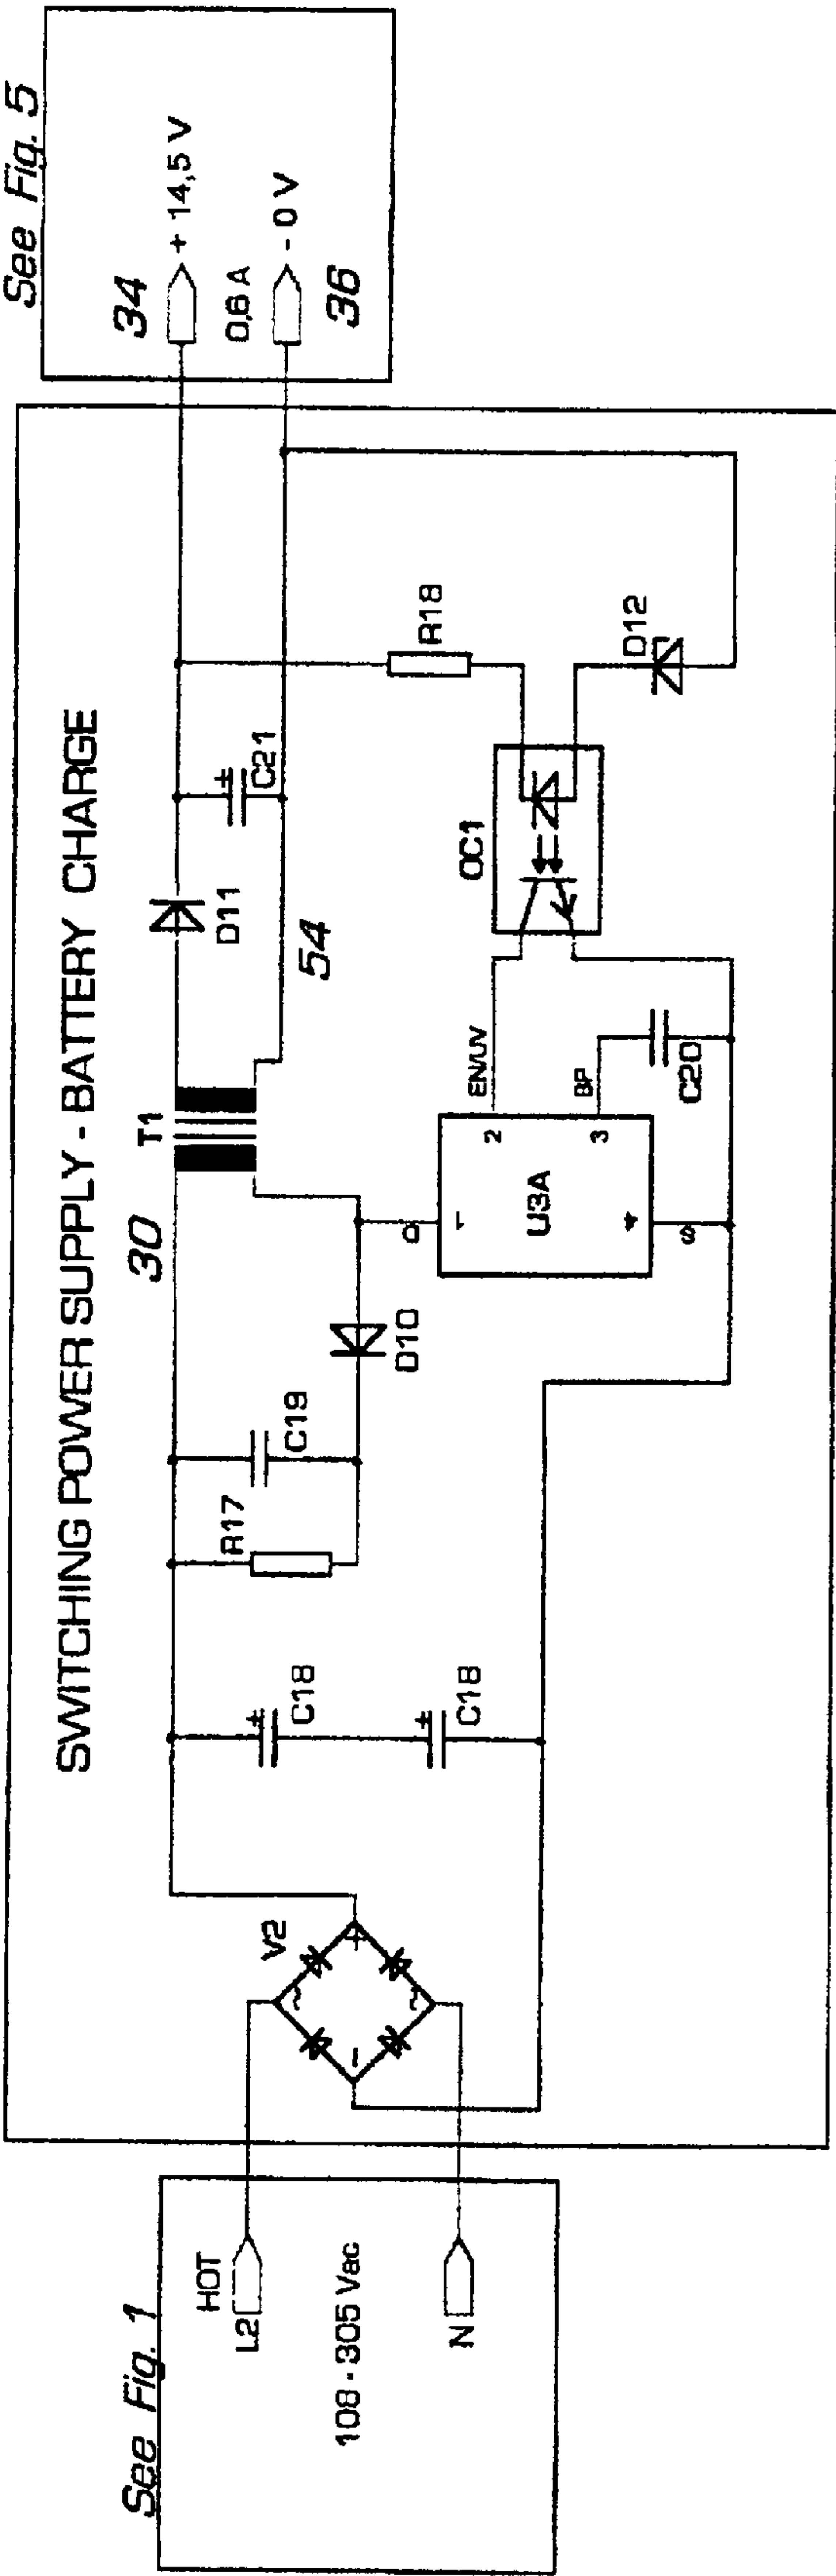 See Fig. 1
HOT
L2
108 - 305 Vac
N
SWITCHING POWER SUPPLY - BATTERY CHARGE
V2
~
~
+
-
C18
+
C18
+
R17
C19
D10
30
T1
D
1
U3A
2
EN/UV
3
BP
4
S
C20
OC1
D11
54
C21
+
R18
D12
See Fig. 5
34
+ 14,5 V
0,6 A
- 0 V
36